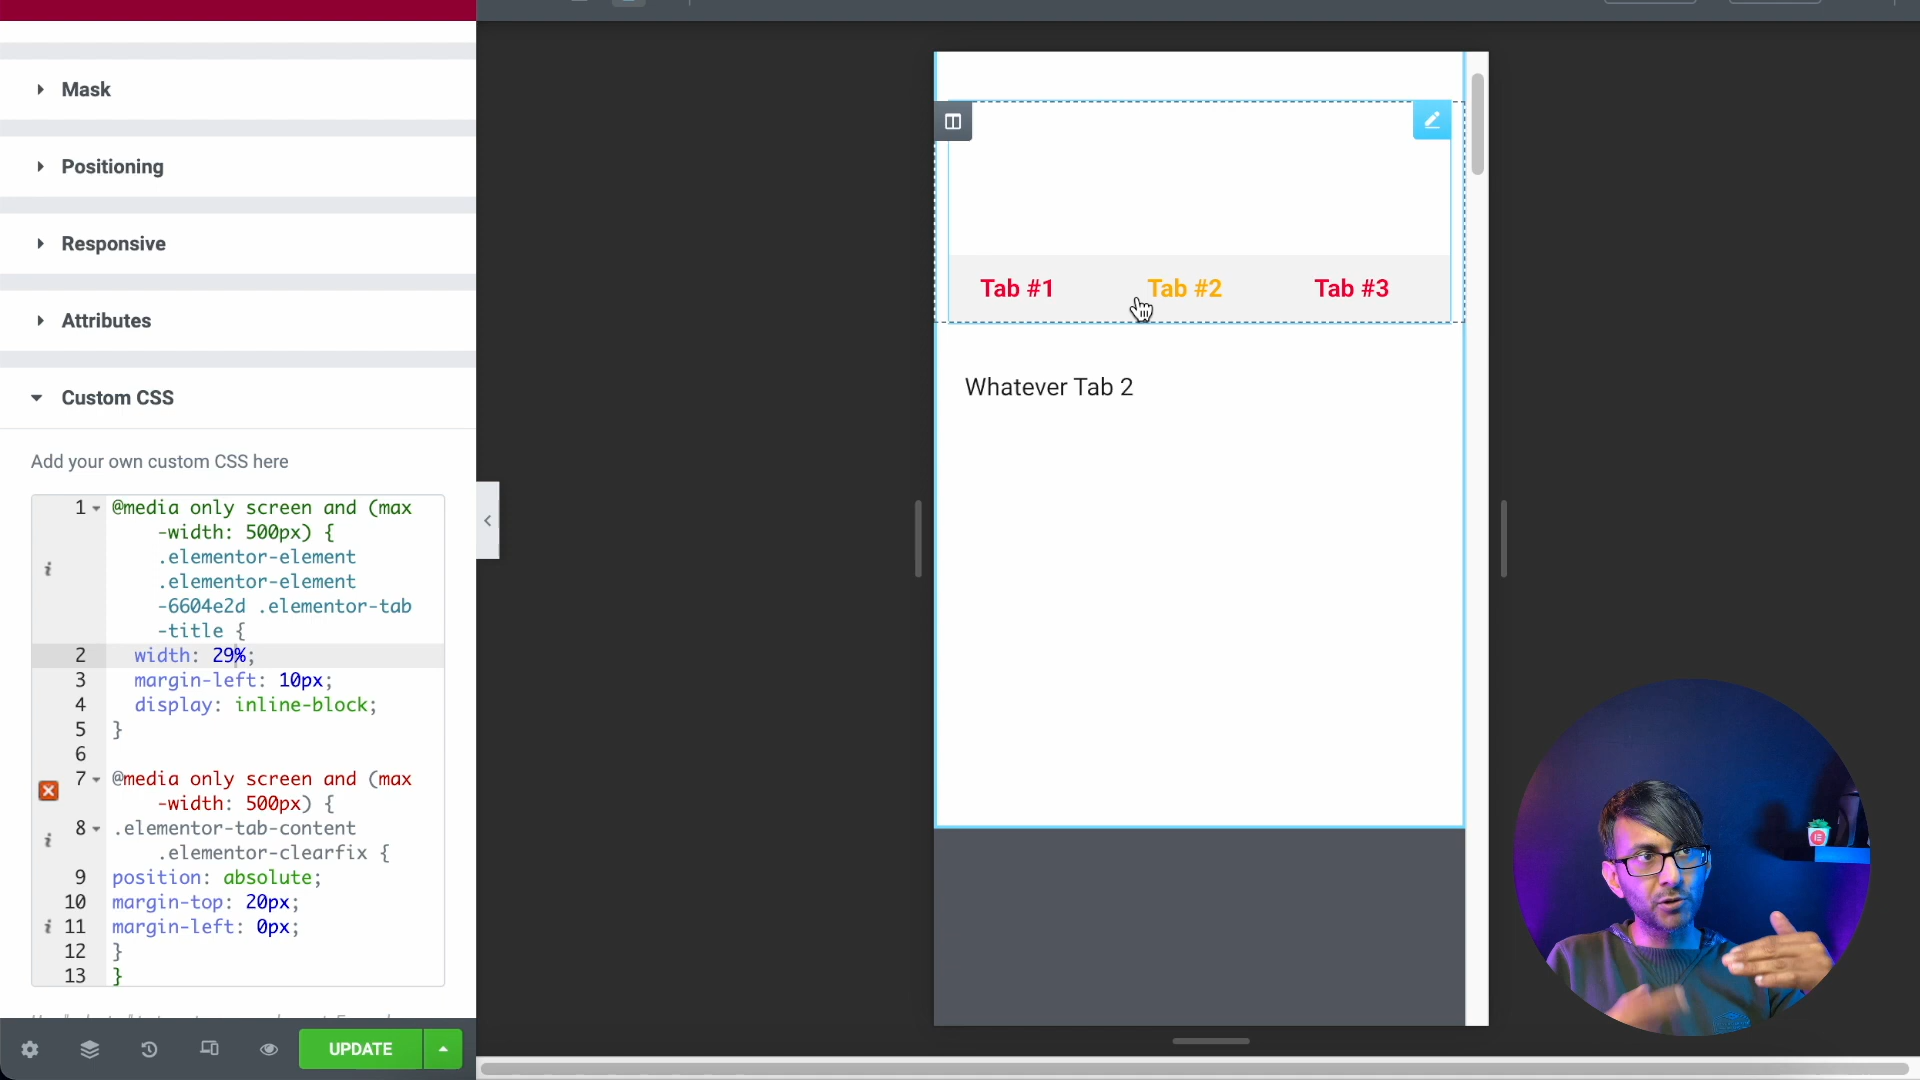 Mask
Positioning
Responsive
Attributes
Custom CSS
Add your own custom CSS here
1 @media only screen and (max
-width: 500px) {
.elementor-element
.elementor-element
-6604e2d .elementor-tab
-title {
2 width: 29%;
3 margin-left: 10px;
4 display: inline-block;
5 }
6
7 @media only screen and (max
-width: 500px) {
8 .elementor-tab-content
.elementor-clearfix {
9 position: absolute;
10 margin-top: 20px;
11 margin-left: 0px;
12 }
13 }
UPDATE
Tab #1 Tab #2 Tab #3
Whatever Tab 2